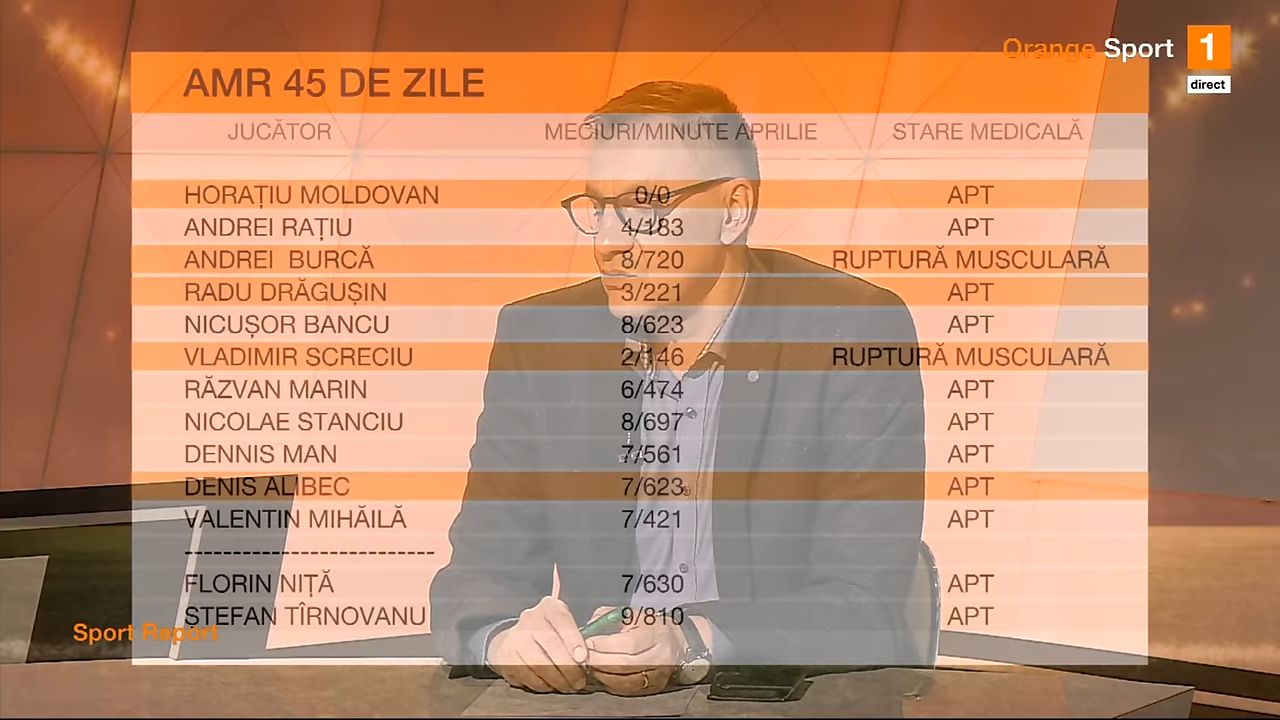 Orange Sport 1
direct
AMR 45 DE ZILE
JUCĂTOR MECIURI/MINUTE APRILIE STARE MEDICALĂ
HORAȚIU MOLDOVAN 0/0 APT
ANDREI RAȚIU 4/183 APT
ANDREI BURCĂ 8/720 RUPTURĂ MUSCULARĂ
RADU DRĂGUȘIN 3/221 APT
NICUȘOR BANCU 8/623 APT
VLADIMIR SCRECIU 2/146 RUPTURĂ MUSCULARĂ
RĂZVAN MARIN 6/474 APT
NICOLAE STANCIU 8/697 APT
DENNIS MAN 7/561 APT
DENIS ALIBEC 7/623 APT
VALENTIN MIHĂILĂ 7/421 APT
--------------------------
FLORIN NIȚĂ 7/630 APT
ȘTEFAN TÎRNOVANU 9/810 APT
Sport Report